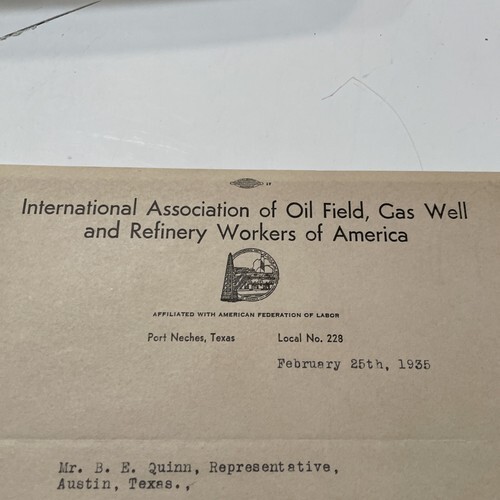 International Association of Oil Field, Gas Well
and Refinery Workers of America
AFFILIATED WITH AMERICAN FEDERATION OF LABOR
Port Neches, Texas Local No. 228
February 25th, 1935
Mr. B. E. Quinn, Representative,
Austin, Texas.,